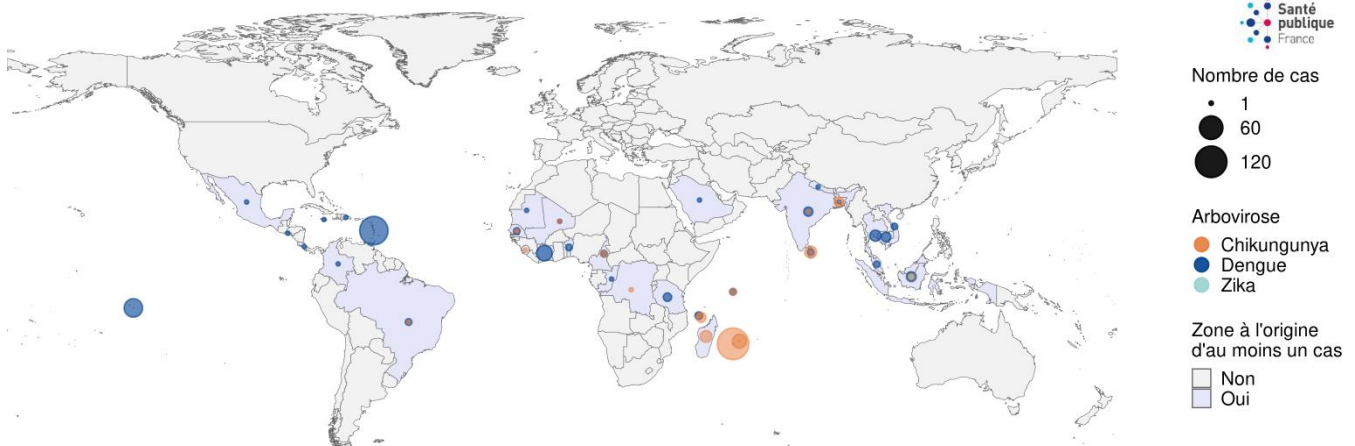 Santé
publique
France
Nombre de cas
1
60
120
Arbovirose
Chikungunya
Dengue
Zika
Zone à l'origine
d'au moins un cas
Non
Oui